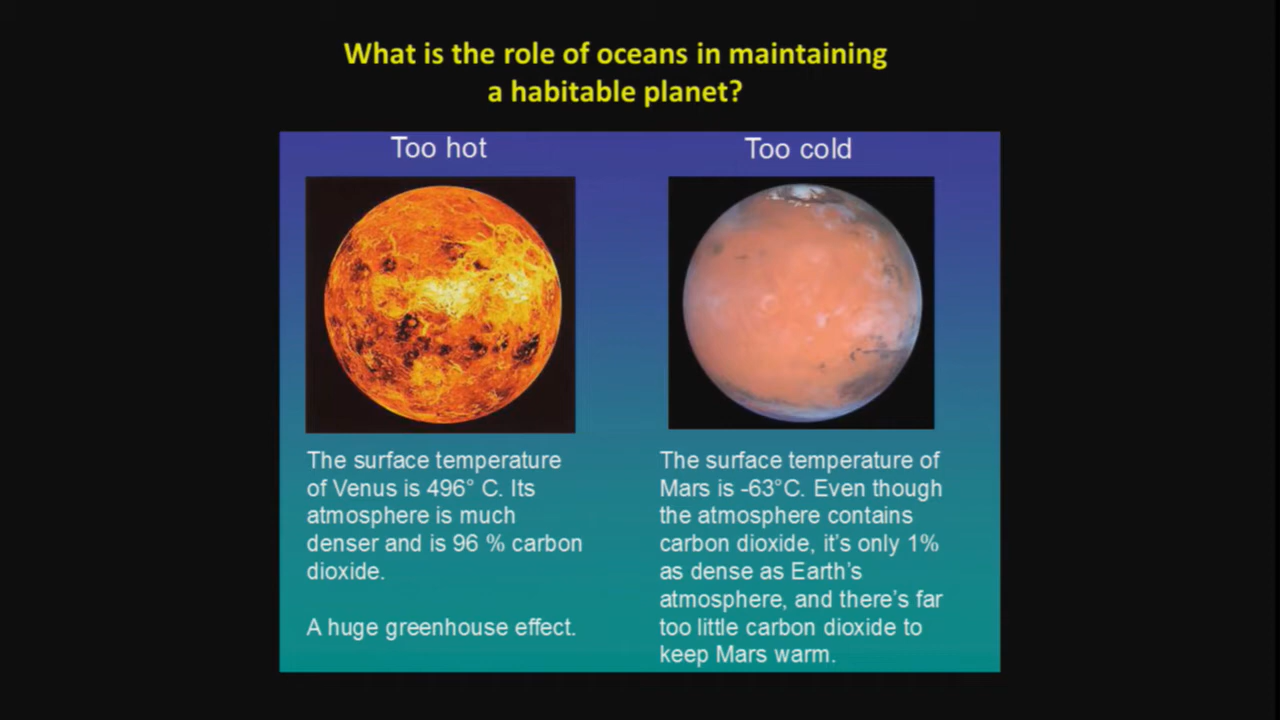 What is the role of oceans in maintaining
a habitable planet?
Too hot
The surface temperature
of Venus is 496° C. Its
atmosphere is much
denser and is 96 % carbon
dioxide.
A huge greenhouse effect.
Too cold
The surface temperature of
Mars is -63°C. Even though
the atmosphere contains
carbon dioxide, it's only 1%
as dense as Earth's
atmosphere, and there's far
too little carbon dioxide to
keep Mars warm.